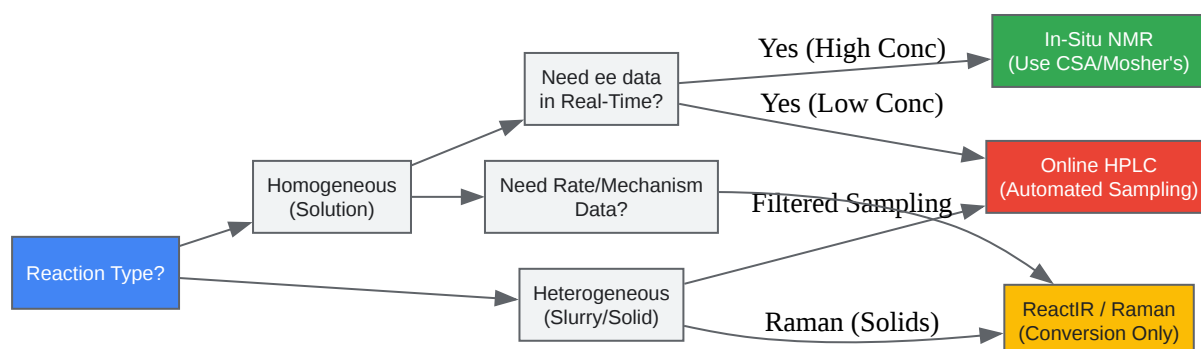 Reaction Type?
Homogeneous
(Solution)
Heterogeneous
(Slurry/Solid)
Need ee data
in Real-Time?
Need Rate/Mechanism
Data?
Yes (High Conc)
Yes (Low Conc)
Filtered Sampling
Raman (Solids)
In-Situ NMR
(Use CSA/Mosher's)
Online HPLC
(Automated Sampling)
ReactIR / Raman
(Conversion Only)